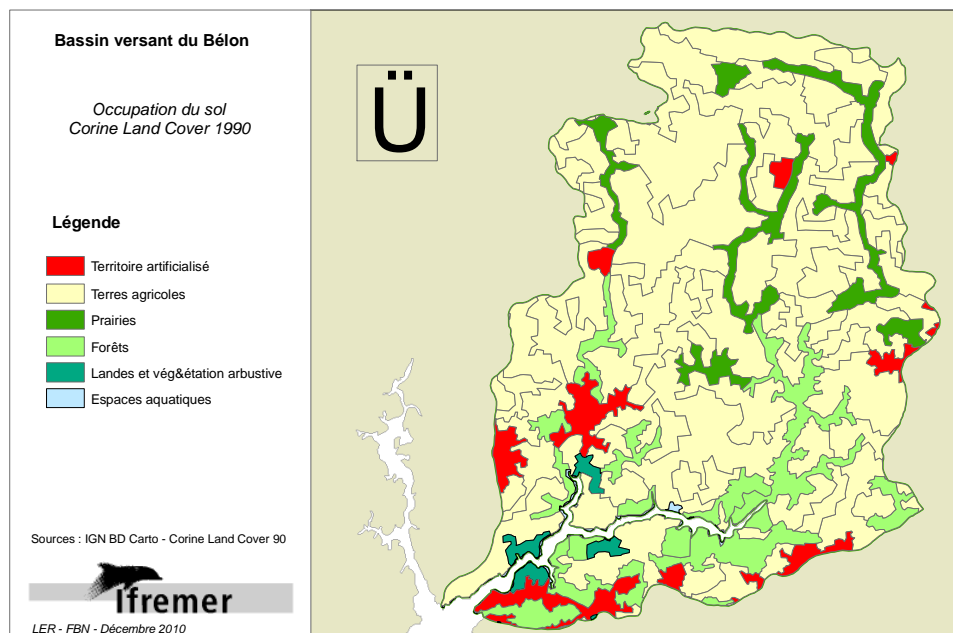 Bassin versant du Bélon
Occupation du sol
Corine Land Cover 1990
Ü
Légende
Territoire artificialisé
Terres agricoles
Prairies
Forêts
Landes et vég&étation arbustive
Espaces aquatiques
Sources : IGN BD Carto - Corine Land Cover 90
Ifremer
LER - FBN - Décembre 2010